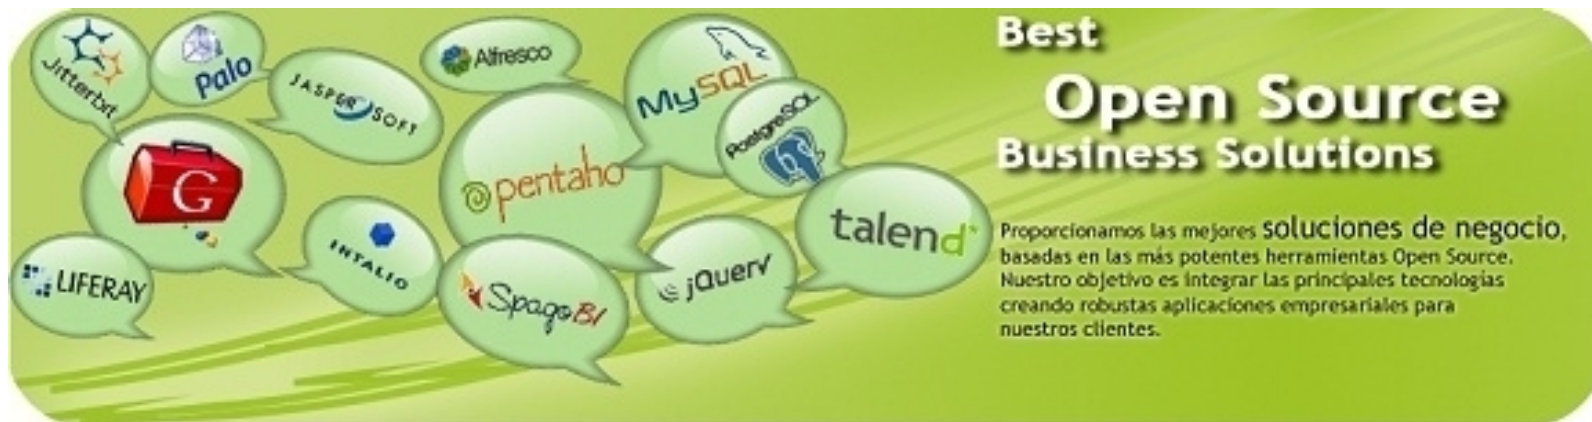 Jitterbit
Palo
JASPERSOFT
Alfresco
MySQL
PostgreSQL
G
pentaho
talend*
LIFERAY
INTALIO
SpagoBI
jQuery
Best
Open Source
Business Solutions
Proporcionamos las mejores soluciones de negocio,
basadas en las más potentes herramientas Open Source.
Nuestro objetivo es integrar las principales tecnologías
creando robustas aplicaciones empresariales para
nuestros clientes.